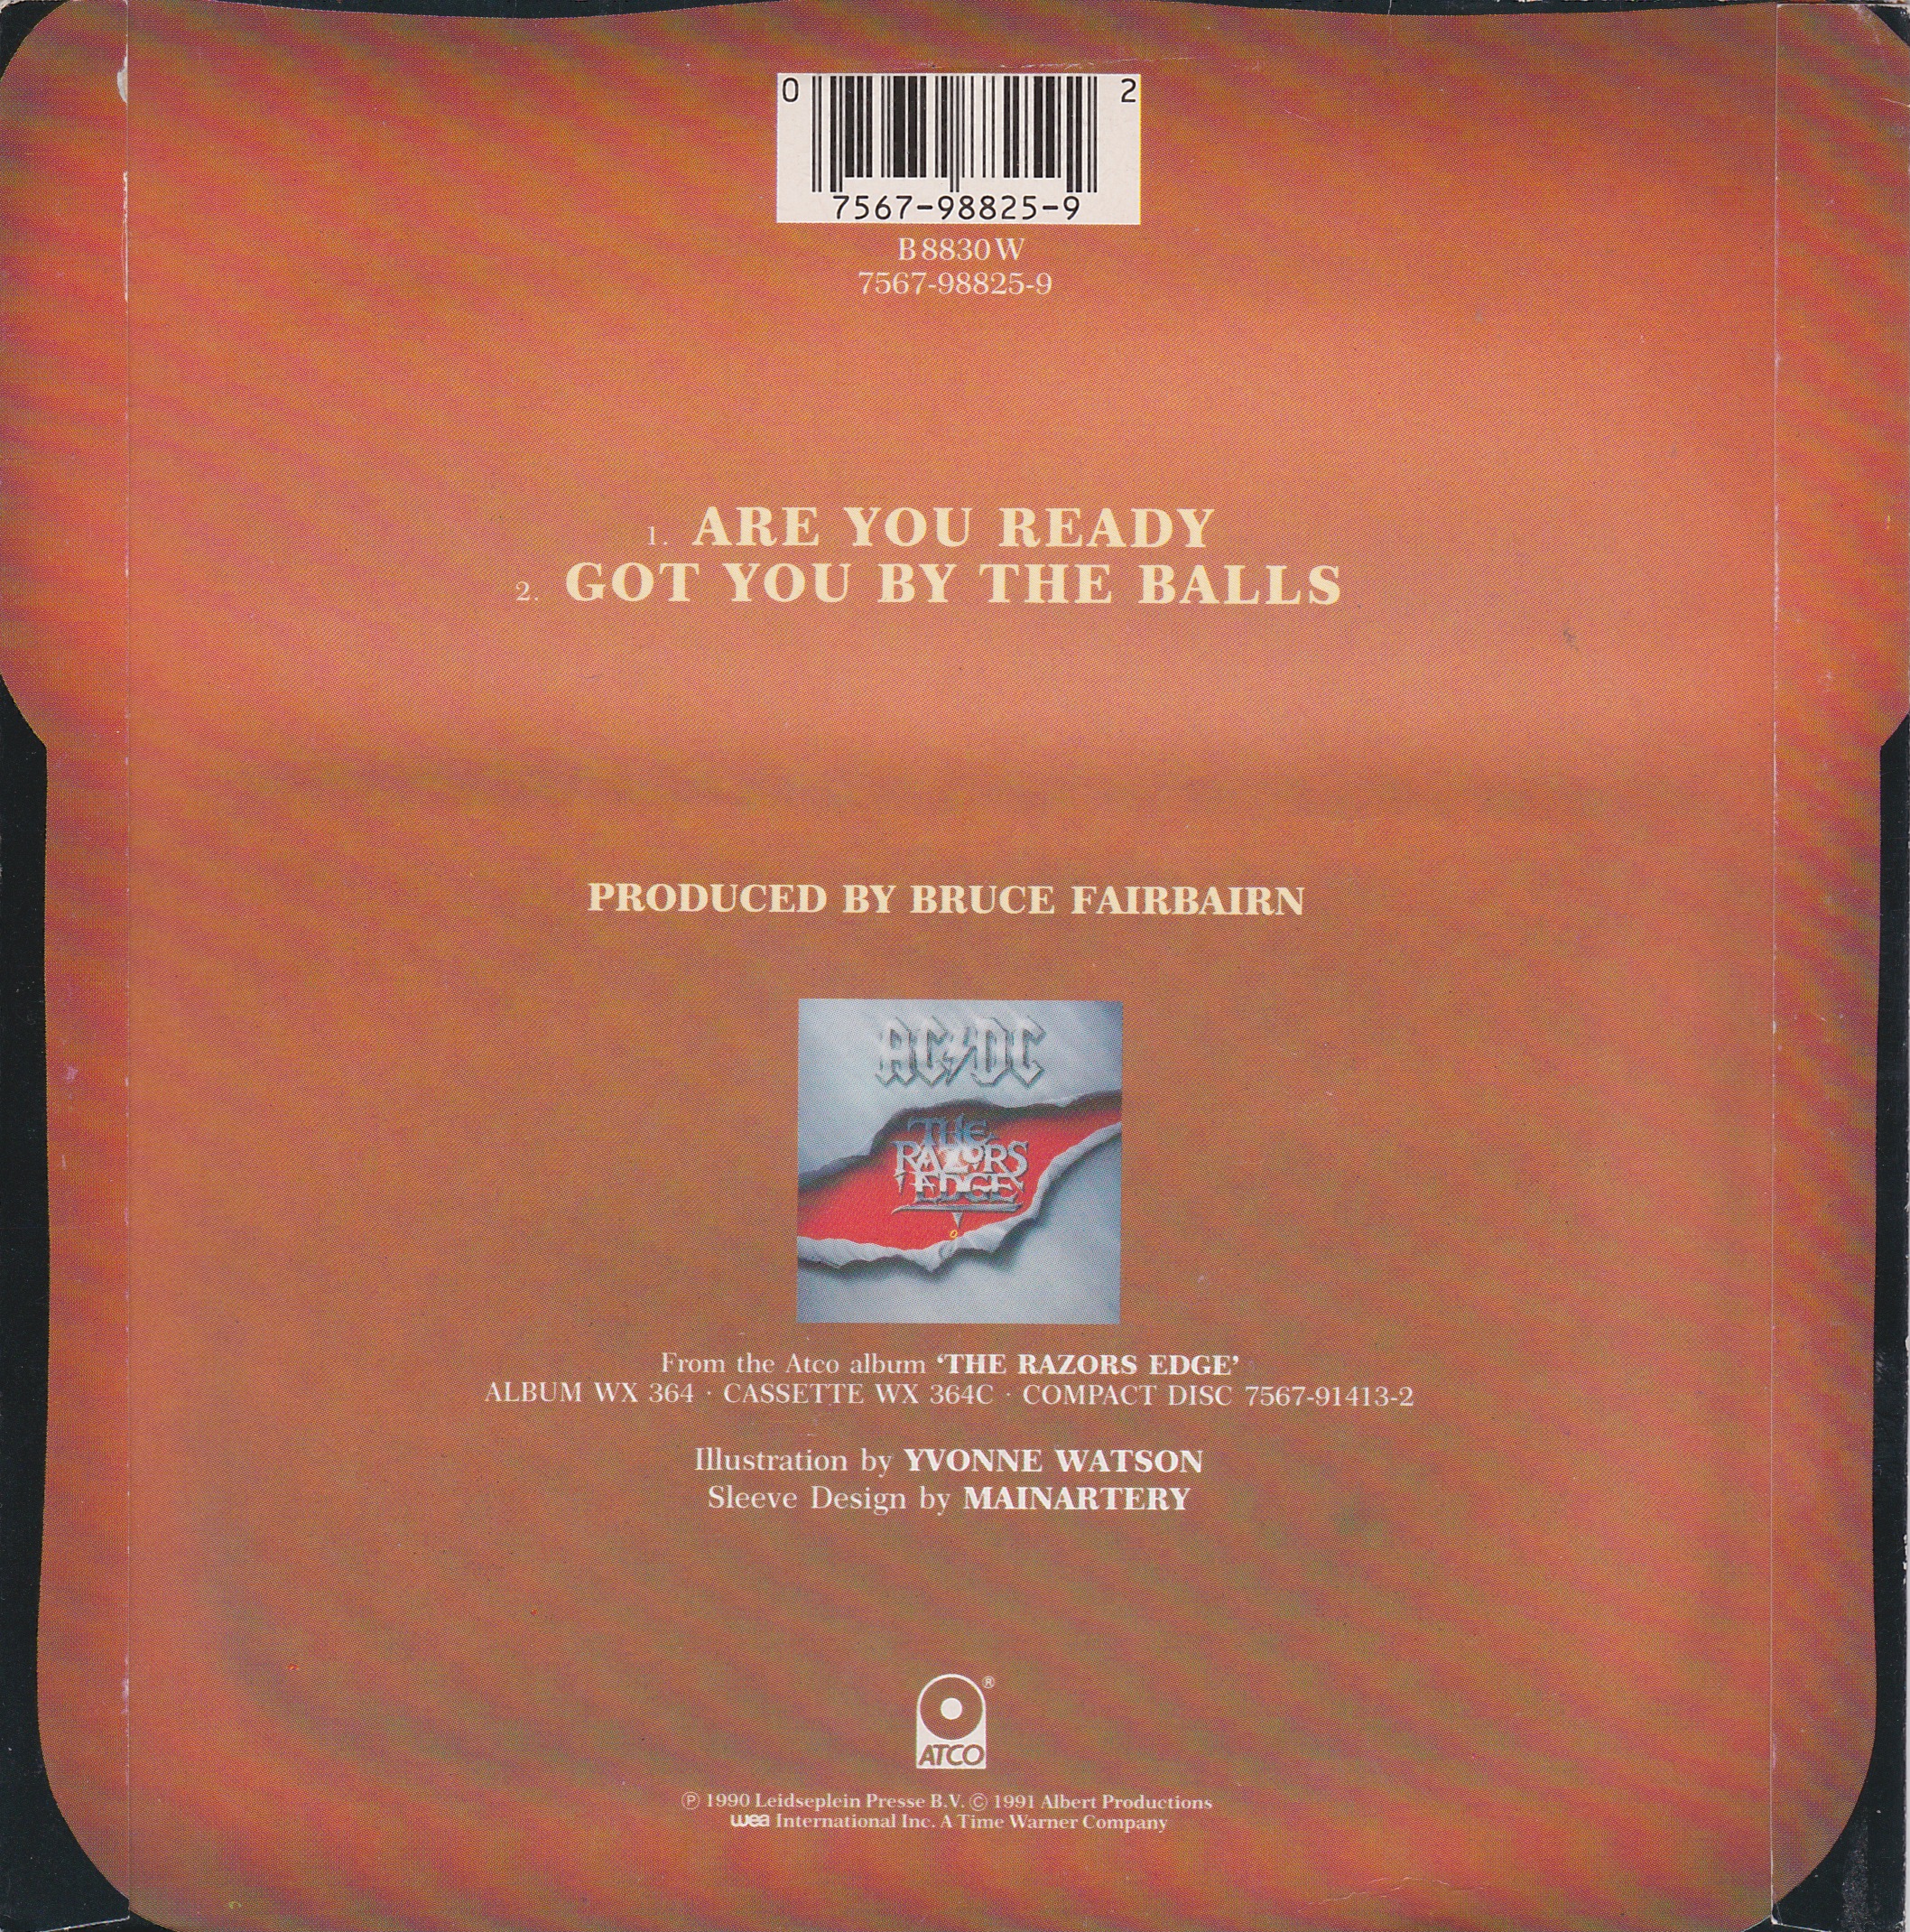 0 2
7567-98825-9
B 8830 W
7567-98825-9
1. ARE YOU READY
2. GOT YOU BY THE BALLS
PRODUCED BY BRUCE FAIRBAIRN
AC DC
THE
RAZORS
EDGE
From the Atco album ‘THE RAZORS EDGE’
ALBUM WX 364 · CASSETTE WX 364C · COMPACT DISC 7567-91413-2
Illustration by YVONNE WATSON
Sleeve Design by MAINARTERY
®
ATCO
℗ 1990 Leidseplein Presse B.V. © 1991 Albert Productions
wea International Inc. A Time Warner Company